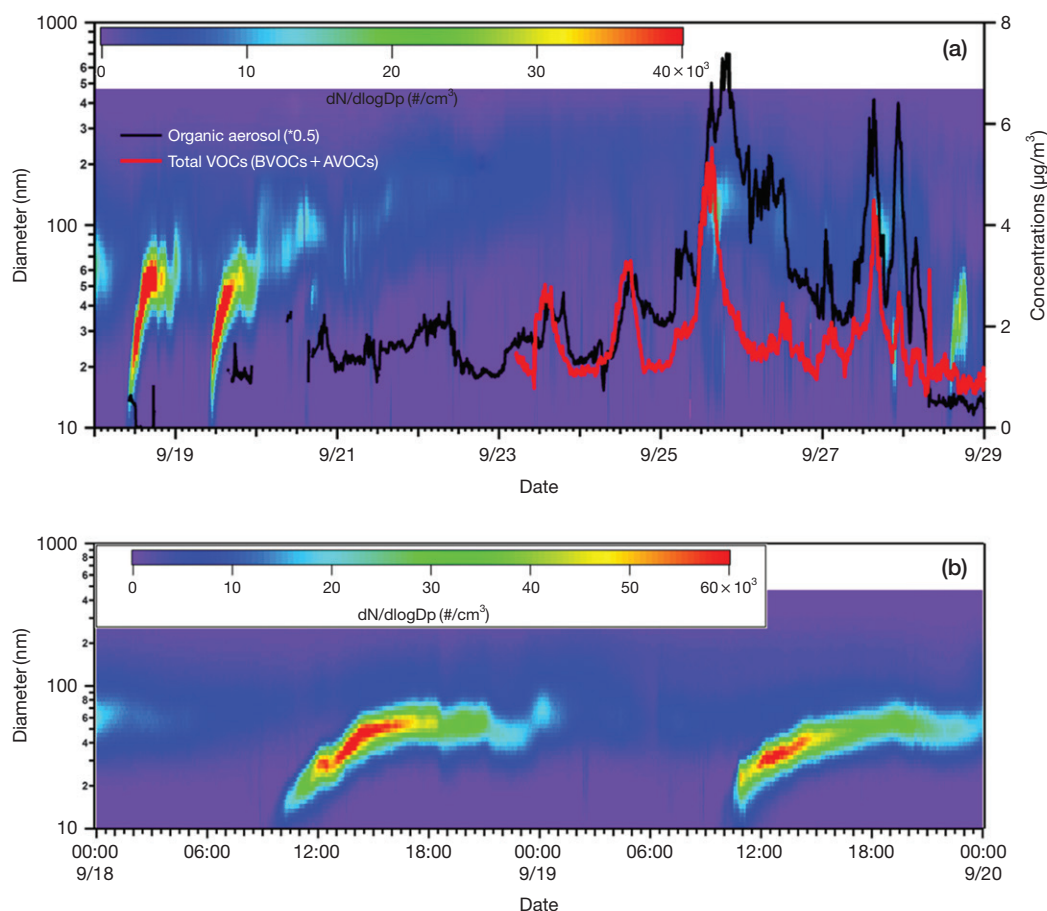 1000
8
6
4
2
100
8
6
4
2
10
Diameter (nm)
0 10 20 30 40 × 10³
dN/dlogDp (#/cm³)
(a)
Organic aerosol (*0.5)
Total VOCs (BVOCs + AVOCs)
8
6
4
2
0
Concentrations (µg/m³)
9/19 9/21 9/23 9/25 9/27 9/29
Date
1000
8
6
4
2
100
8
6
4
2
10
Diameter (nm)
0 10 20 30 40 50 60 × 10³
dN/dlogDp (#/cm³)
(b)
00:00 06:00 12:00 18:00 00:00 06:00 12:00 18:00 00:00
9/18 9/19 9/20
Date